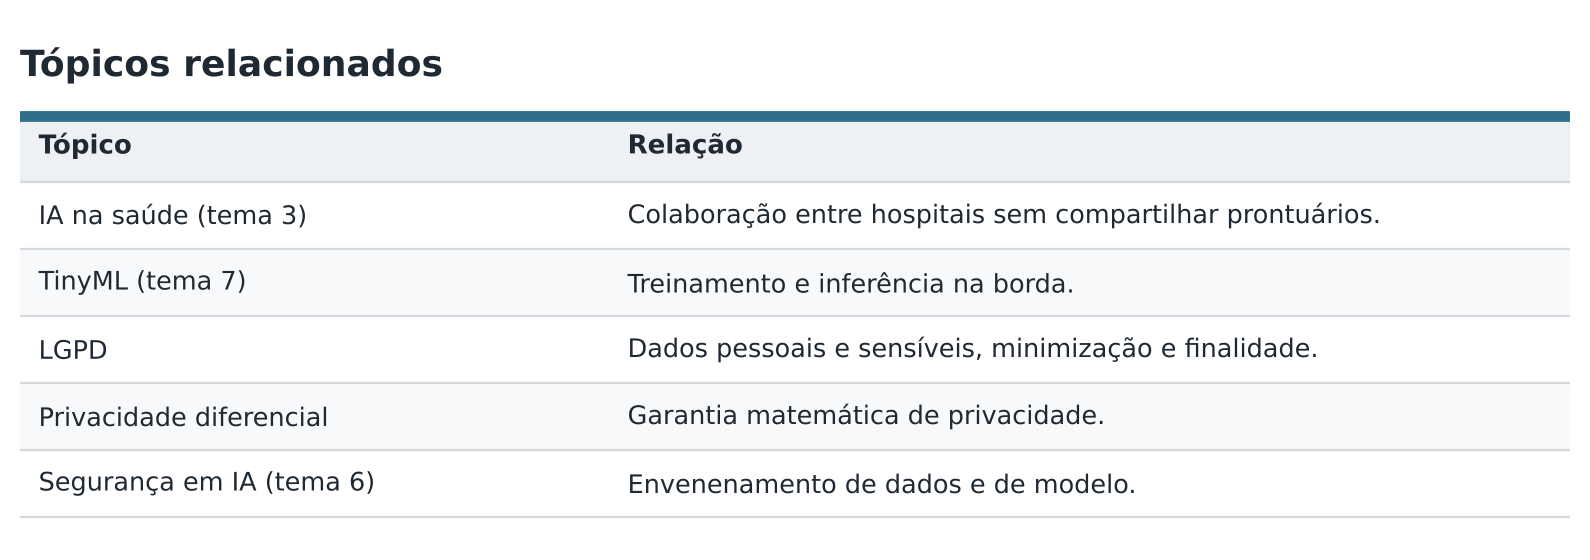 Tópicos relacionados
Tópico Relação
IA na saúde (tema 3) Colaboração entre hospitais sem compartilhar prontuários.
TinyML (tema 7) Treinamento e inferência na borda.
LGPD Dados pessoais e sensíveis, minimização e finalidade.
Privacidade diferencial Garantia matemática de privacidade.
Segurança em IA (tema 6) Envenenamento de dados e de modelo.